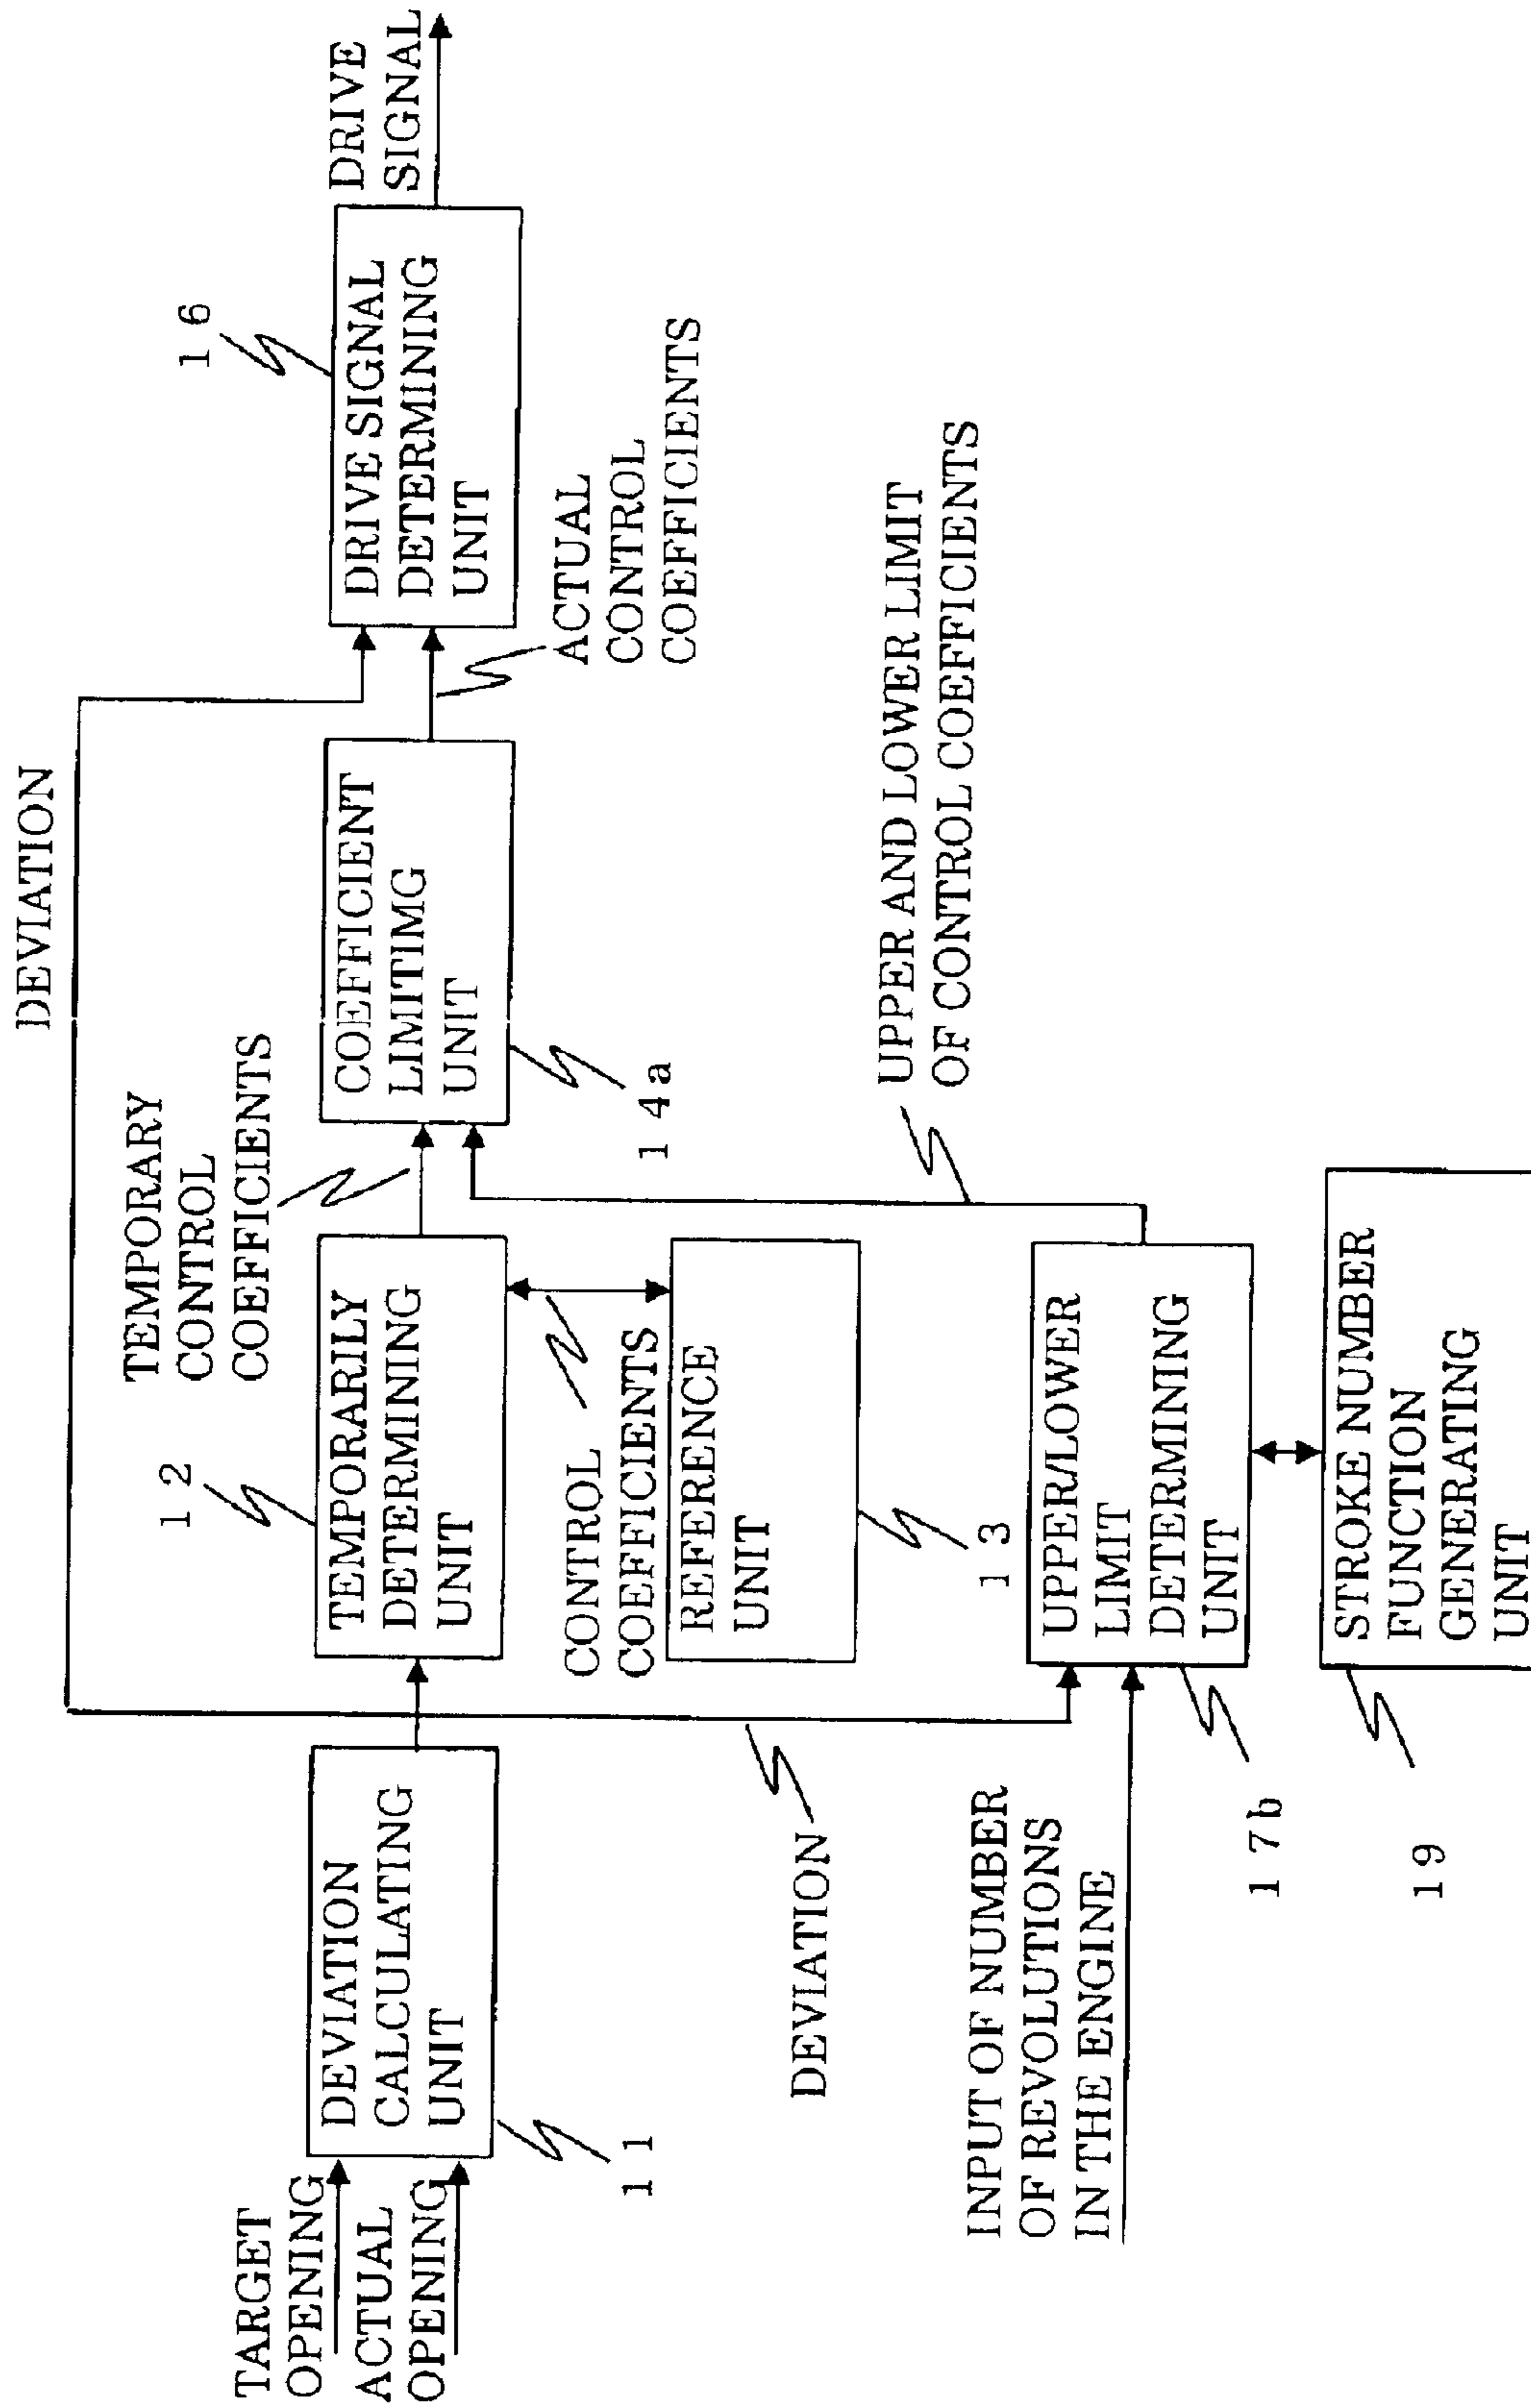 TARGET
OPENING
ACTUAL
OPENING
DEVIATION
CALCULATING
UNIT
11
DEVIATION
12
TEMPORARILY
DETERMINING
UNIT
TEMPORARY
CONTROL
COEFFICIENTS
CONTROL
COEFFICIENTS
REFERENCE
UNIT
13
COEFFICIENT
LIMITIMG
UNIT
14a
ACTUAL
CONTROL
COEFFICIENTS
16
DRIVE SIGNAL
DETERMINING
UNIT
DRIVE
SIGNAL
DEVIATION
INPUT OF NUMBER
OF REVOLUTIONS
IN THE ENGINE
UPPER/LOWER
LIMIT
DETERMINING
UNIT
17b
UPPER AND LOWER LIMIT
OF CONTROL COEFFICIENTS
STROKE NUMBER
FUNCTION
GENERATING
UNIT
19